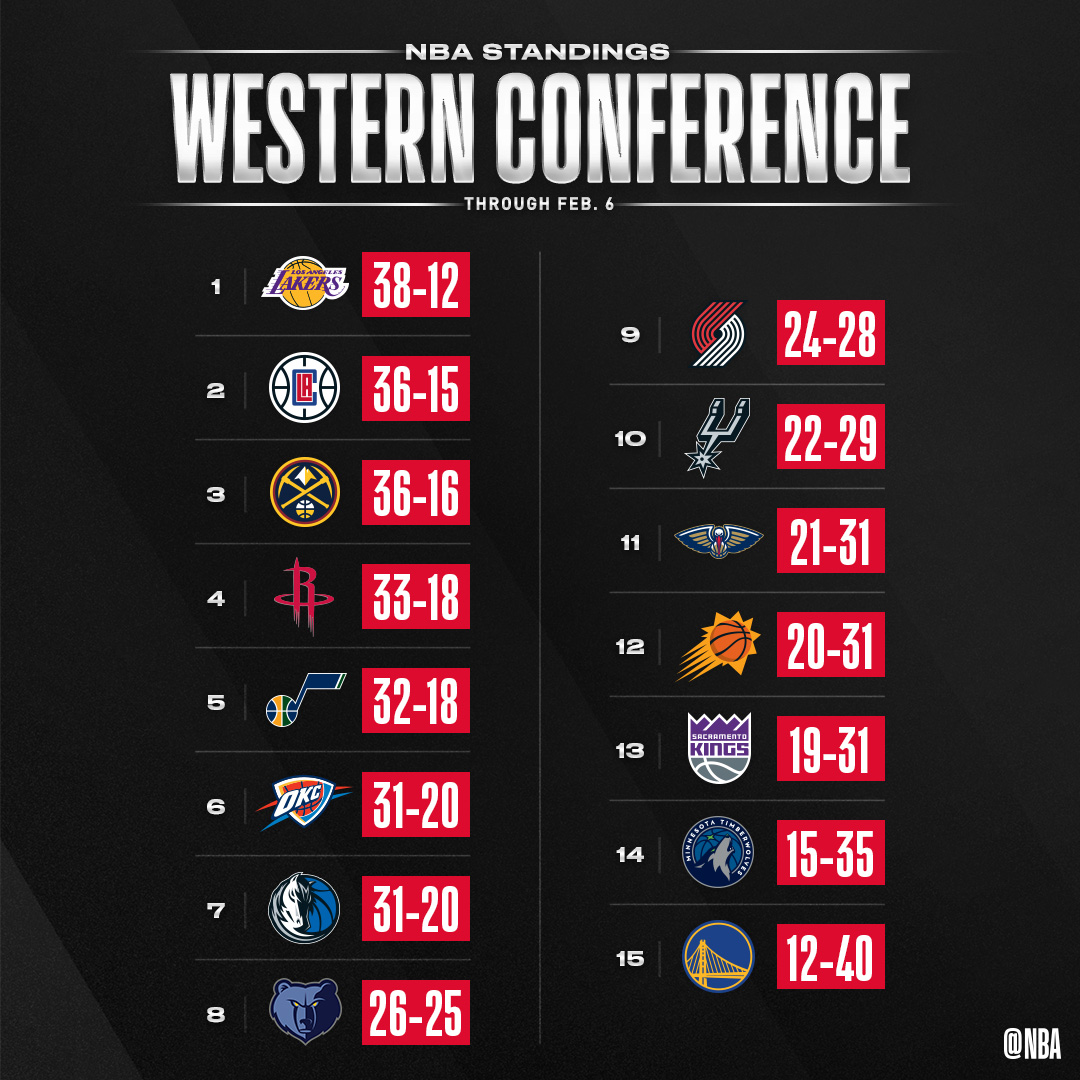 NBA STANDINGS
WESTERN CONFERENCE
THROUGH FEB. 6
1 LOS ANGELES LAKERS 38-12
2 LA 36-15
3 36-16
4 R 33-18
5 32-18
6 OKC 31-20
7 31-20
8 26-25
9 24-28
10 22-29
11 21-31
12 20-31
13 SACRAMENTO KINGS 19-31
14 MINNESOTA TIMBERWOLVES 15-35
15 12-40
@NBA